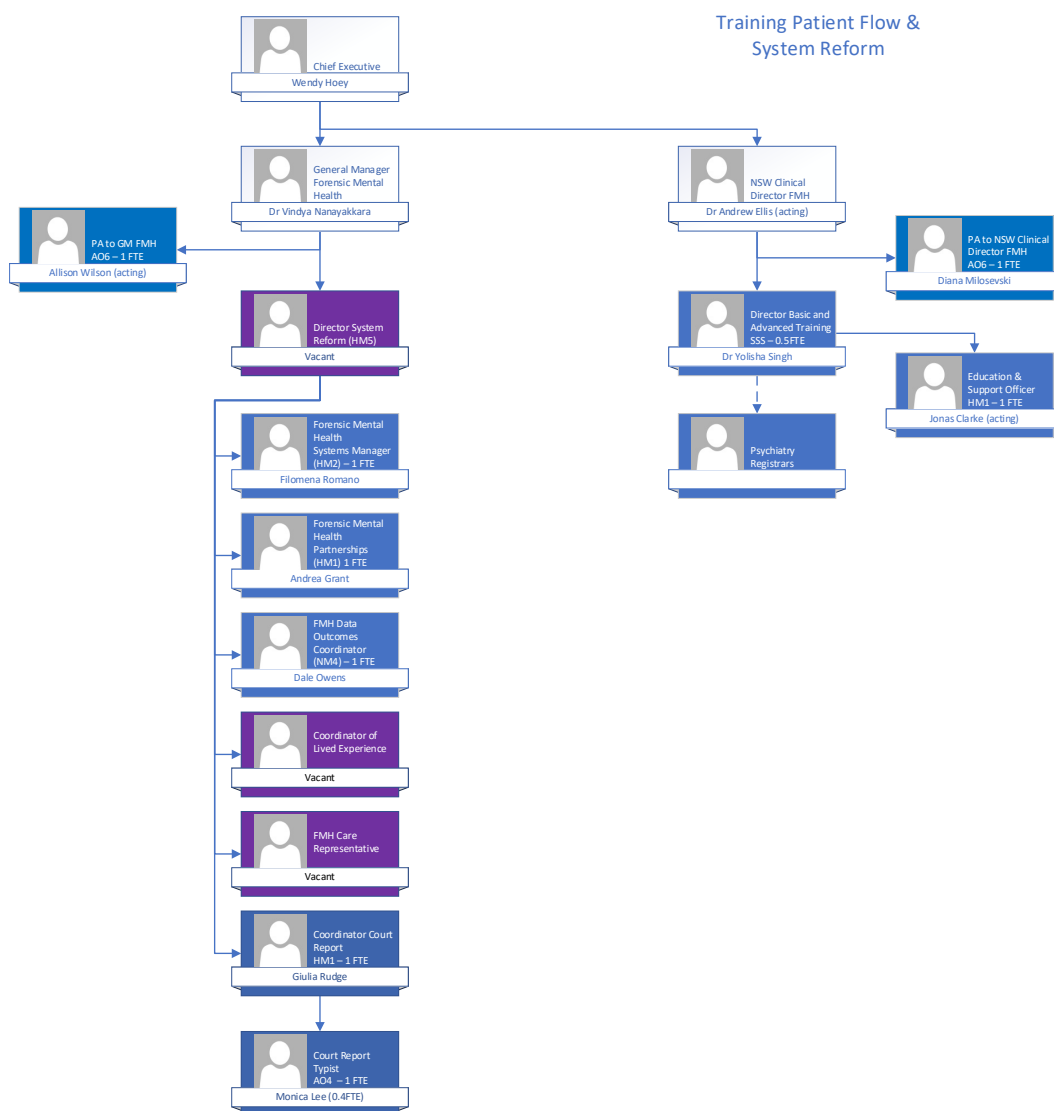 Training Patient Flow &
System Reform
Chief Executive
Wendy Hoey
General Manager
Forensic Mental
Health
Dr Vindya Nanayakkara
NSW Clinical
Director FMH
Dr Andrew Ellis (acting)
PA to GM FMH
AO6 – 1 FTE
Allison Wilson (acting)
PA to NSW Clinical
Director FMH
AO6 – 1 FTE
Diana Milosevski
Director System
Reform (HM5)
Vacant
Director Basic and
Advanced Training
SSS – 0.5FTE
Dr Yolisha Singh
Education &
Support Officer
HM1 – 1 FTE
Jonas Clarke (acting)
Forensic Mental
Health
Systems Manager
(HM2) – 1 FTE
Filomena Romano
Psychiatry
Registrars
Forensic Mental
Health
Partnerships
(HM1) 1 FTE
Andrea Grant
FMH Data
Outcomes
Coordinator
(NM4) – 1 FTE
Dale Owens
Coordinator of
Lived Experience
Vacant
FMH Care
Representative
Vacant
Coordinator Court
Report
HM1 – 1 FTE
Giulia Rudge
Court Report
Typist
AO4 – 1 FTE
Monica Lee (0.4FTE)